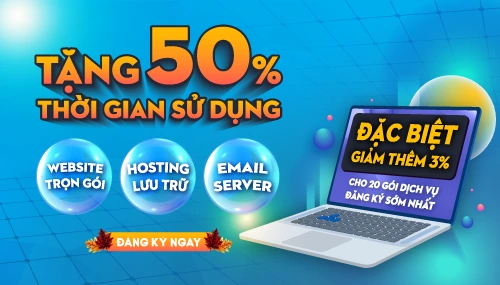 TẶNG 50%
THỜI GIAN SỬ DỤNG
WEBSITE
TRỌN GÓI
HOSTING
LƯU TRỮ
EMAIL
SERVER
ĐĂNG KÝ NGAY
ĐẶC BIỆT
GIẢM THÊM 3%
CHO 20 GÓI DỊCH VỤ
ĐĂNG KÝ SỚM NHẤT